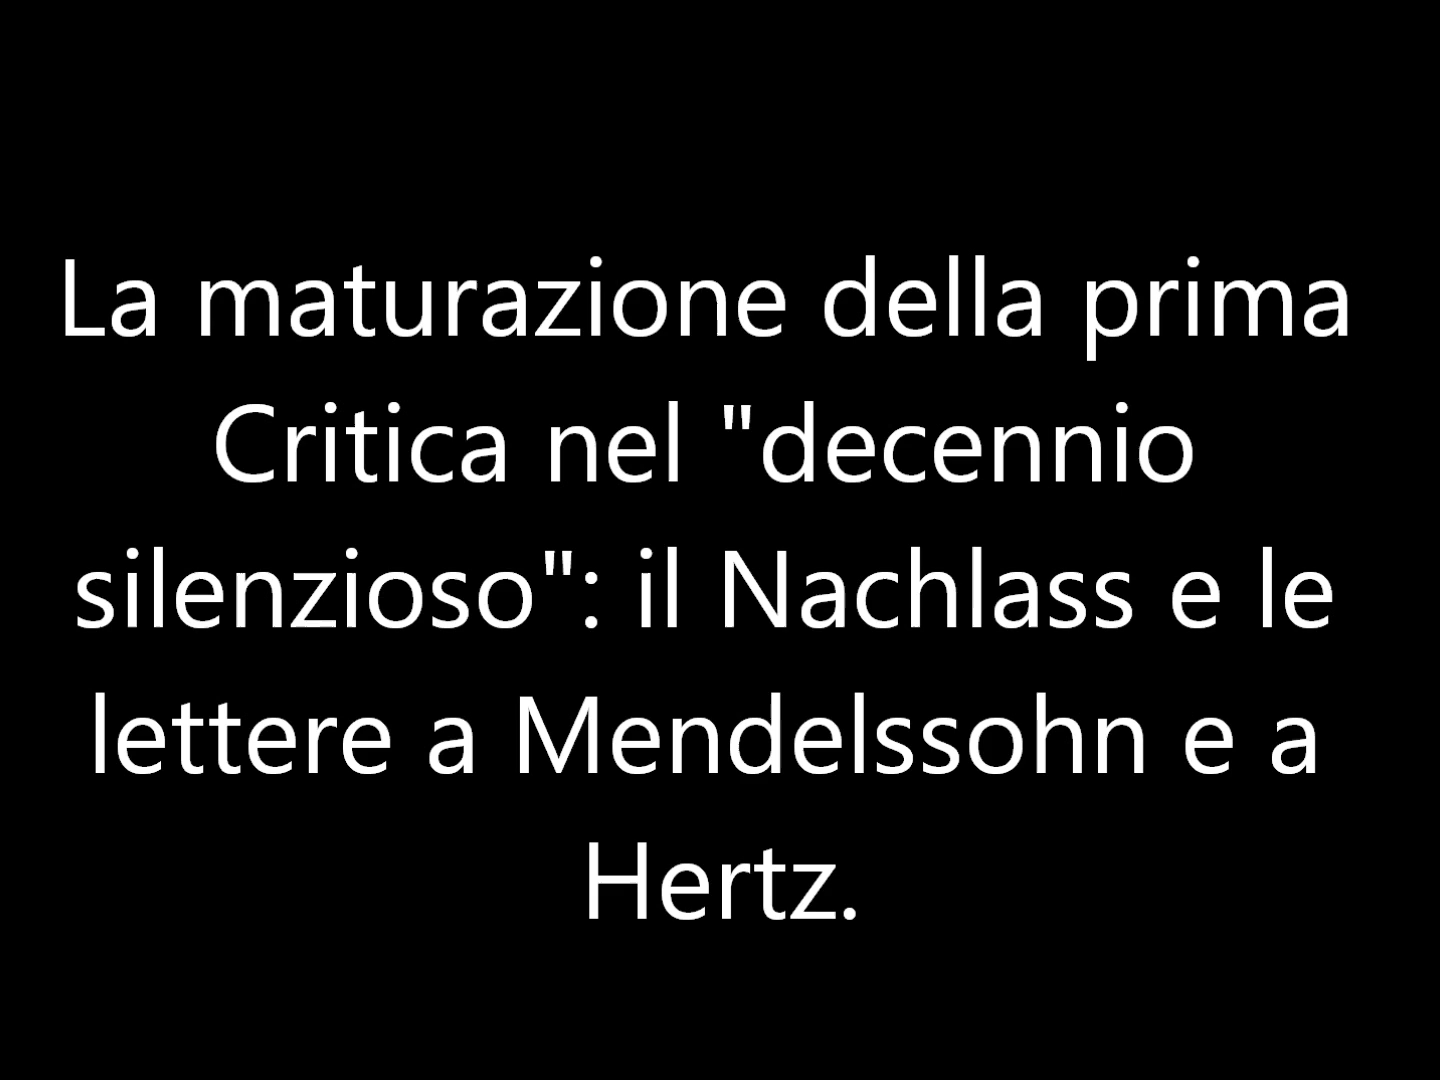 La maturazione della prima
Critica nel "decennio
silenzioso": il Nachlass e le
lettere a Mendelssohn e a
Hertz.